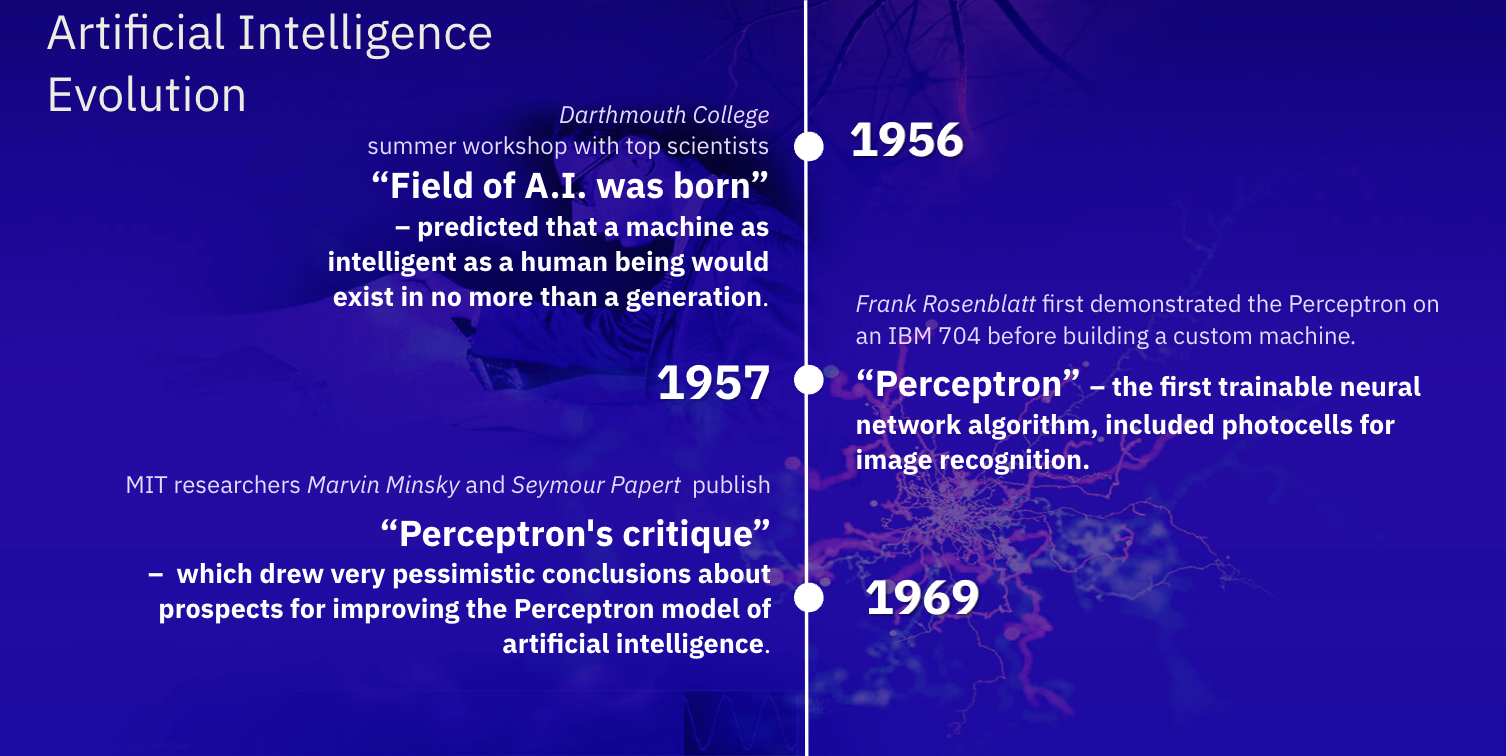 Artificial Intelligence
Evolution
Darthmouth College
summer workshop with top scientists
“Field of A.I. was born”
– predicted that a machine as
intelligent as a human being would
exist in no more than a generation.
1956
Frank Rosenblatt first demonstrated the Perceptron on
an IBM 704 before building a custom machine.
“Perceptron” – the first trainable neural
network algorithm, included photocells for
image recognition.
1957
MIT researchers Marvin Minsky and Seymour Papert  publish
“Perceptron's critique”
–  which drew very pessimistic conclusions about
prospects for improving the Perceptron model of
artificial intelligence.
1969